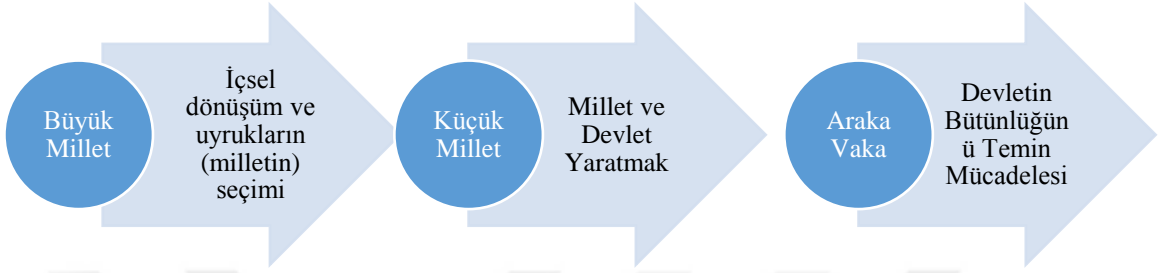 Büyük
Millet
İçsel
dönüşüm ve
uyrukların
(milletin)
seçimi
Küçük
Millet
Millet ve
Devlet
Yaratmak
Araka
Vaka
Devletin
Bütünlüğün
ü Temin
Mücadelesi